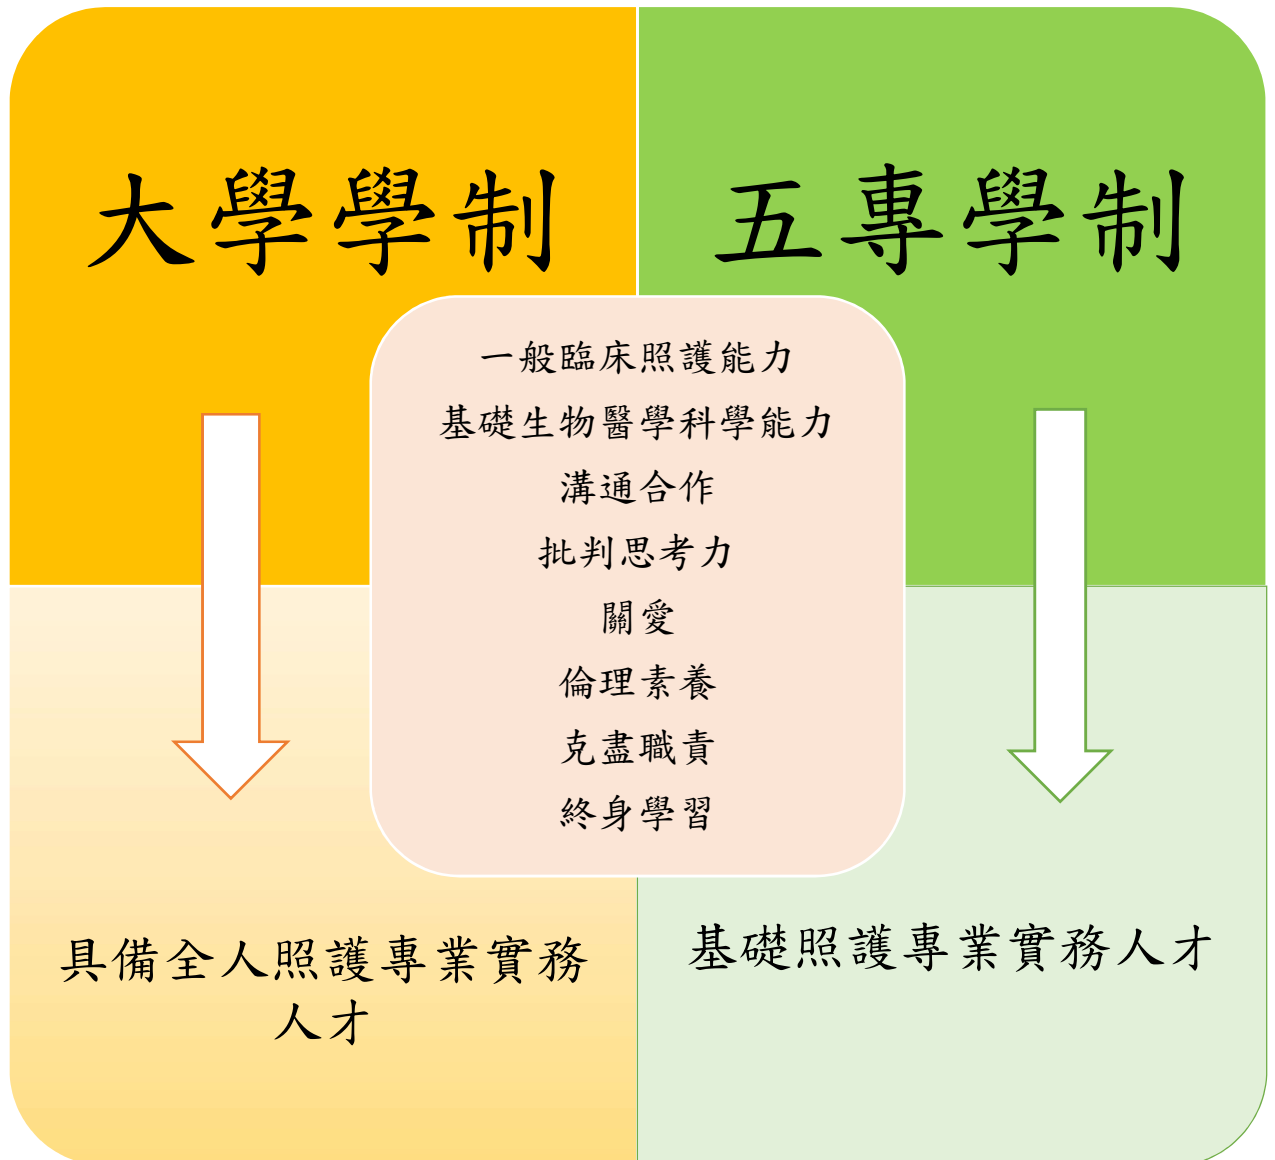 大學學制
五專學制
一般臨床照護能力
基礎生物醫學科學能力
溝通合作
批判思考力
關愛
倫理素養
克盡職責
終身學習
具備全人照護專業實務
人才
基礎照護專業實務人才